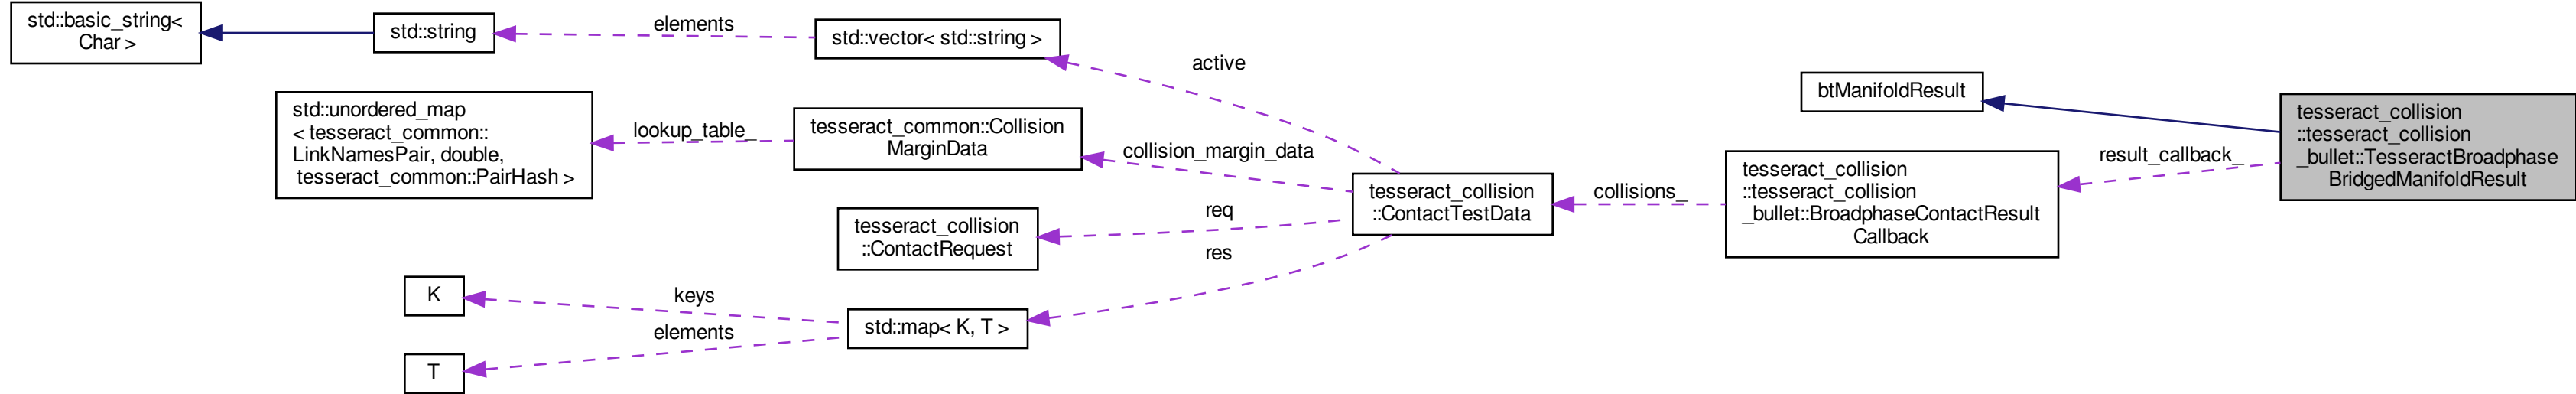 std::basic_string<
Char >
std::string
elements
std::vector< std::string >
active
std::unordered_map
< tesseract_common::
LinkNamesPair, double,
tesseract_common::PairHash >
lookup_table_
tesseract_common::Collision
MarginData
collision_margin_data
tesseract_collision
::ContactRequest
req
res
K
keys
T
elements
std::map< K, T >
tesseract_collision
::ContactTestData
collisions_
btManifoldResult
tesseract_collision
::tesseract_collision
_bullet::BroadphaseContactResult
Callback
result_callback_
tesseract_collision
::tesseract_collision
_bullet::TesseractBroadphase
BridgedManifoldResult